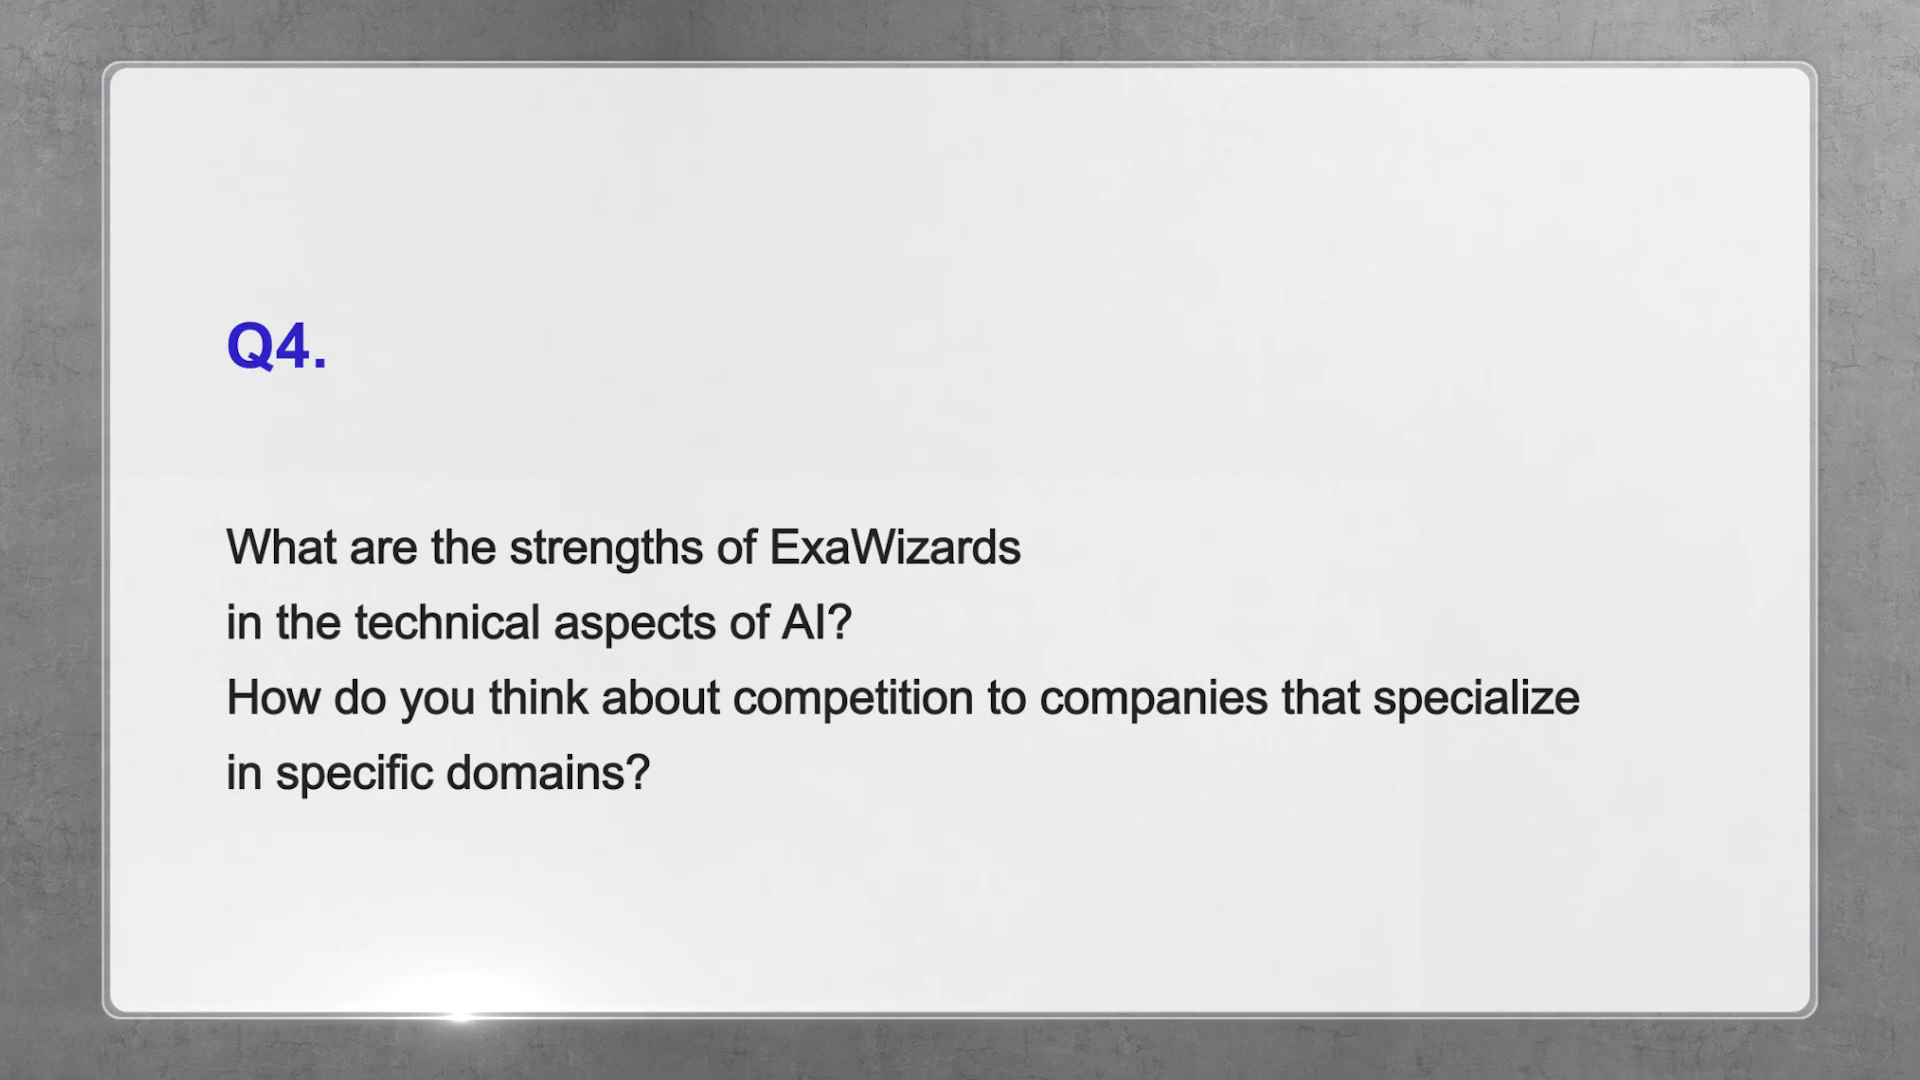 Q4.
What are the strengths of ExaWizards
in the technical aspects of AI?
How do you think about competition to companies that specialize
in specific domains?